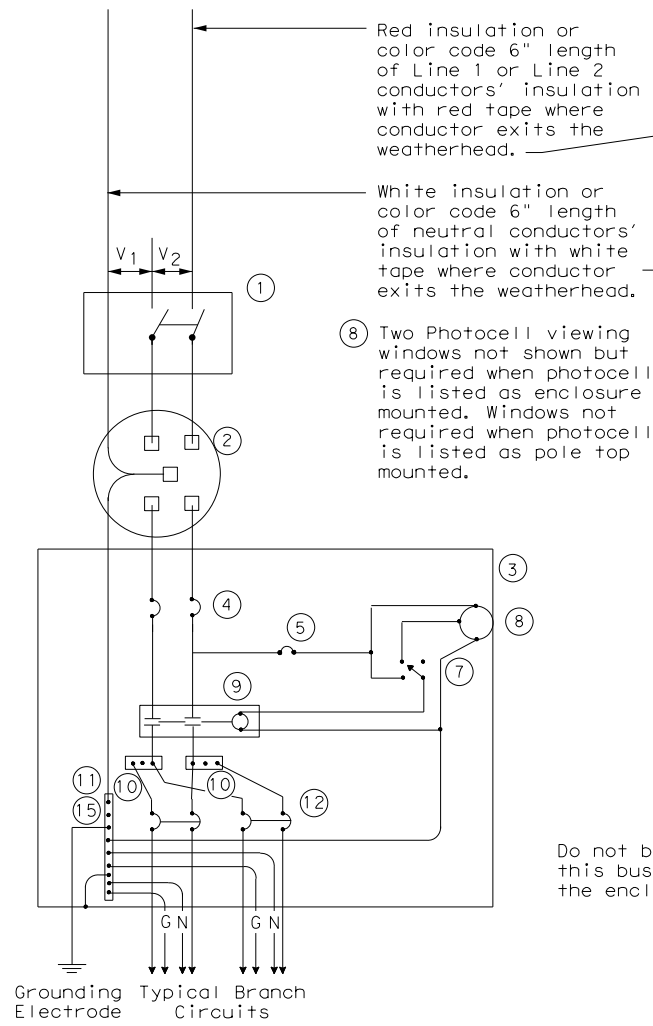 Red insulation or
color code 6" length
of Line 1 or Line 2
conductors' insulation
with red tape where
conductor exits the
weatherhead.
White insulation or
color code 6" length
of neutral conductors'
insulation with white
tape where conductor
exits the weatherhead.
V1 V2
1
8 Two Photocell viewing
windows not shown but
required when photocell
is listed as enclosure
mounted. Windows not
required when photocell
is listed as pole top
mounted.
2
3
4
5
8
7
9
11 10 10
15 12
Do not b
this bus
the encl
G N G N
Grounding
Electrode
Typical Branch
Circuits